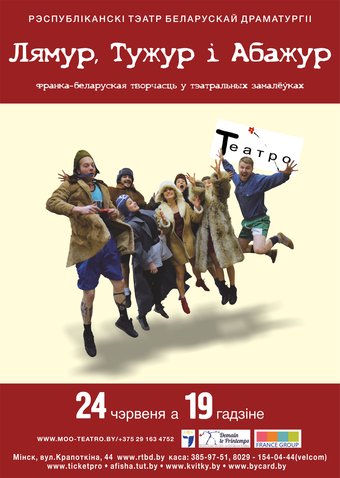 РЭСПУБЛІКАНСКІ ТЭАТР БЕЛАРУСКАЙ ДРАМАТУРГІІ
Лямур, Тужур і Абажур
франка-беларуская творчасць у тэатральных замалёўках
Театро
24 чэрвеня а 19 гадзіне
WWW.MOO-TEATRO.BY/+375 29 163 4752
Demain le Printemps
FRANCE GROUP
Мінск, вул.Крапоткіна, 44 www.rtbd.by каса: 385-97-51, 8029 - 154-04-44(velcom)
www.ticketpro • afisha.tut.by • www.kvitky.by • www.bycard.by